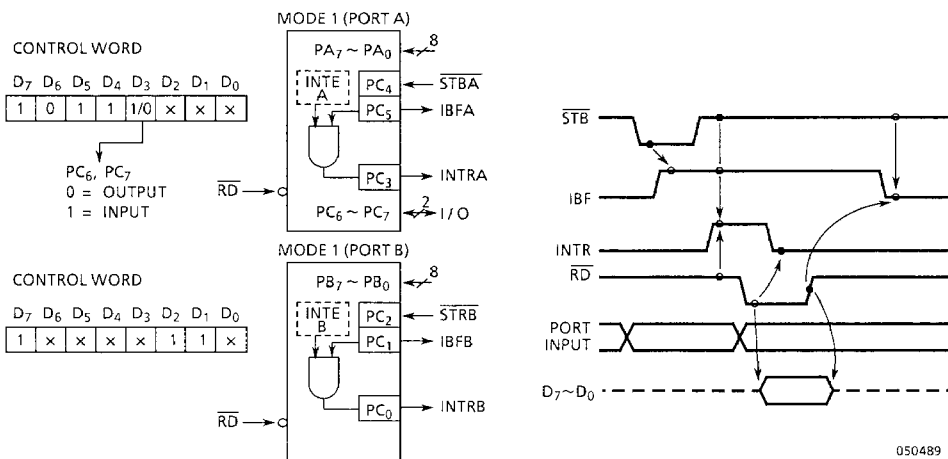 MODE 1 (PORT A)
CONTROL WORD
D7 D6 D5 D4 D3 D2 D1 D0
1 0 1 1 1/0 × × ×
PC6, PC7
0 = OUTPUT
1 = INPUT
PA7 ~ PA0
8
INTE
A
PC4
STBA
PC5
IBFA
PC3
INTRA
RD
PC6 ~ PC7
2
I/O
MODE 1 (PORT B)
CONTROL WORD
D7 D6 D5 D4 D3 D2 D1 D0
1 × × × × 1 1 ×
PB7 ~ PB0
8
INTE
B
PC2
STRB
PC1
IBFB
PC0
INTRB
RD
STB
IBF
INTR
RD
PORT
INPUT
D7~D0
050489